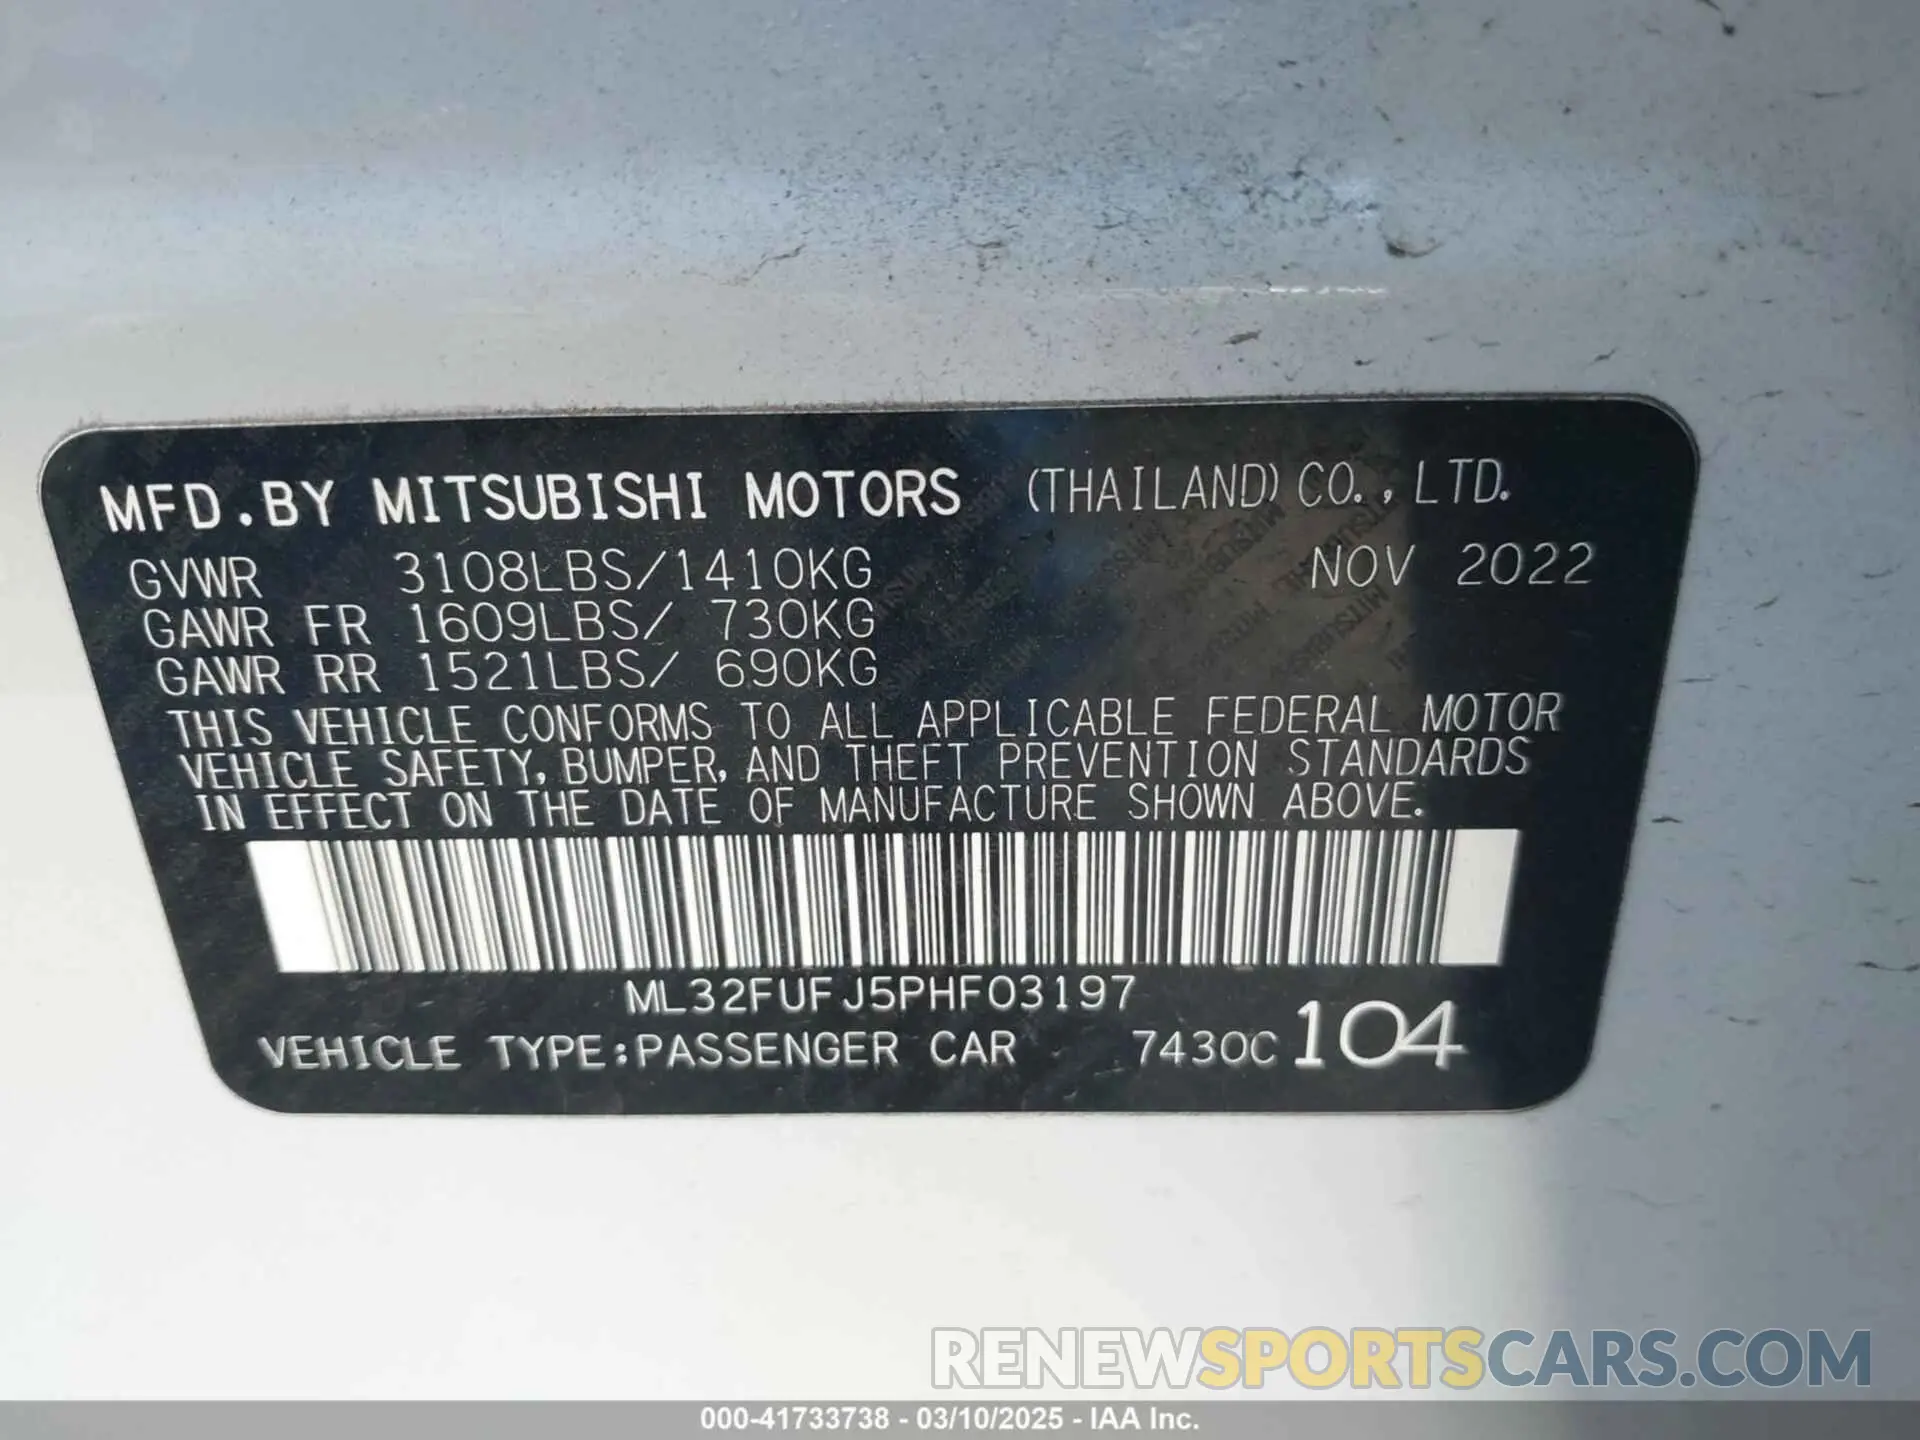 MFD.BY MITSUBISHI MOTORS (THAILAND) CO., LTD.
GVWR 3108LBS/1410KG NOV 2022
GAWR FR 1609LBS/ 730KG
GAWR RR 1521LBS/ 690KG
THIS VEHICLE CONFORMS TO ALL APPLICABLE FEDERAL MOTOR
VEHICLE SAFETY, BUMPER, AND THEFT PREVENTION STANDARDS
IN EFFECT ON THE DATE OF MANUFACTURE SHOWN ABOVE.
ML32FUFJ5PHF03197
VEHICLE TYPE:PASSENGER CAR 7430C 104
RENEWSPORTSCARS.COM
000-41733738 - 03/10/2025 - IAA Inc.